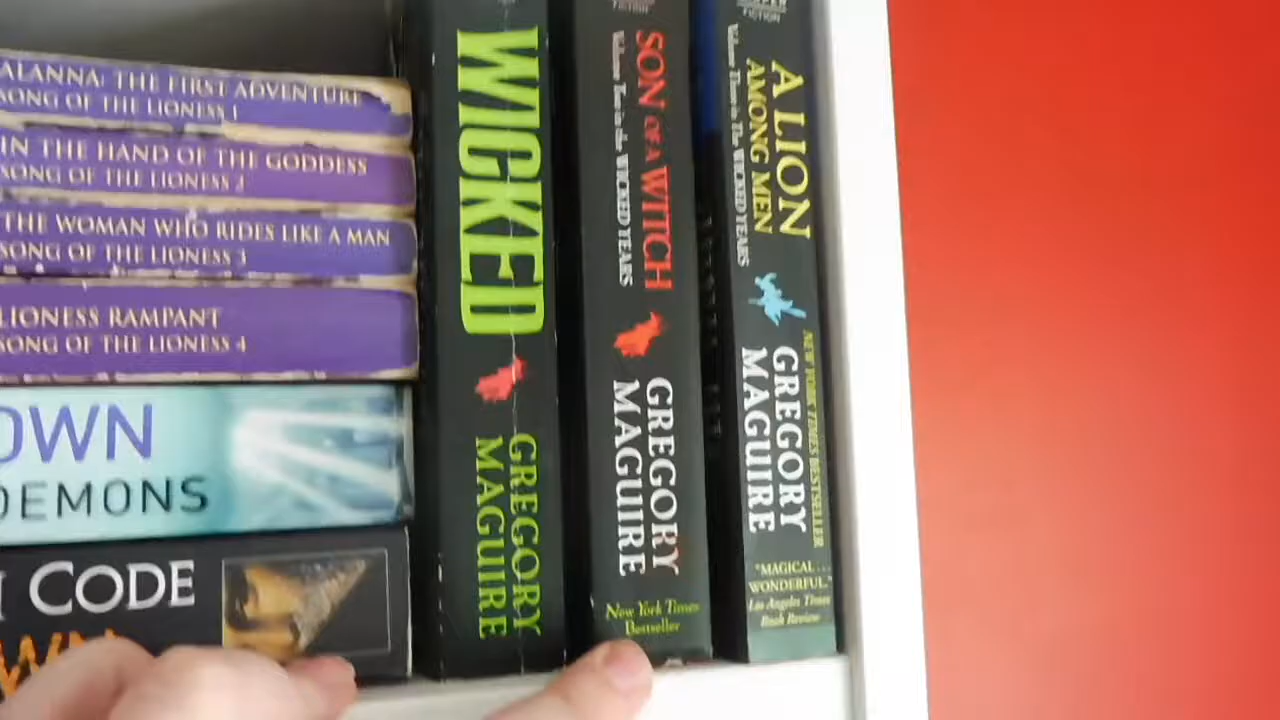 ALANNA: THE FIRST ADVENTURE
SONG OF THE LIONESS 1
IN THE HAND OF THE GODDESS
SONG OF THE LIONESS 2
THE WOMAN WHO RIDES LIKE A MAN
SONG OF THE LIONESS 3
LIONESS RAMPANT
SONG OF THE LIONESS 4
OWN
DEMONS
CODE
WICKED
GREGORY
MAGUIRE
FICTION
SON OF A WITCH
Volume Two in the WICKED YEARS
GREGORY
MAGUIRE
New York Times
Bestseller
FICTION
A LION
AMONG MEN
Volume Three in The WICKED YEARS
NEW YORK TIMES BESTSELLER
GREGORY
MAGUIRE
"MAGICAL...
WONDERFUL."
Los Angeles Times
Book Review